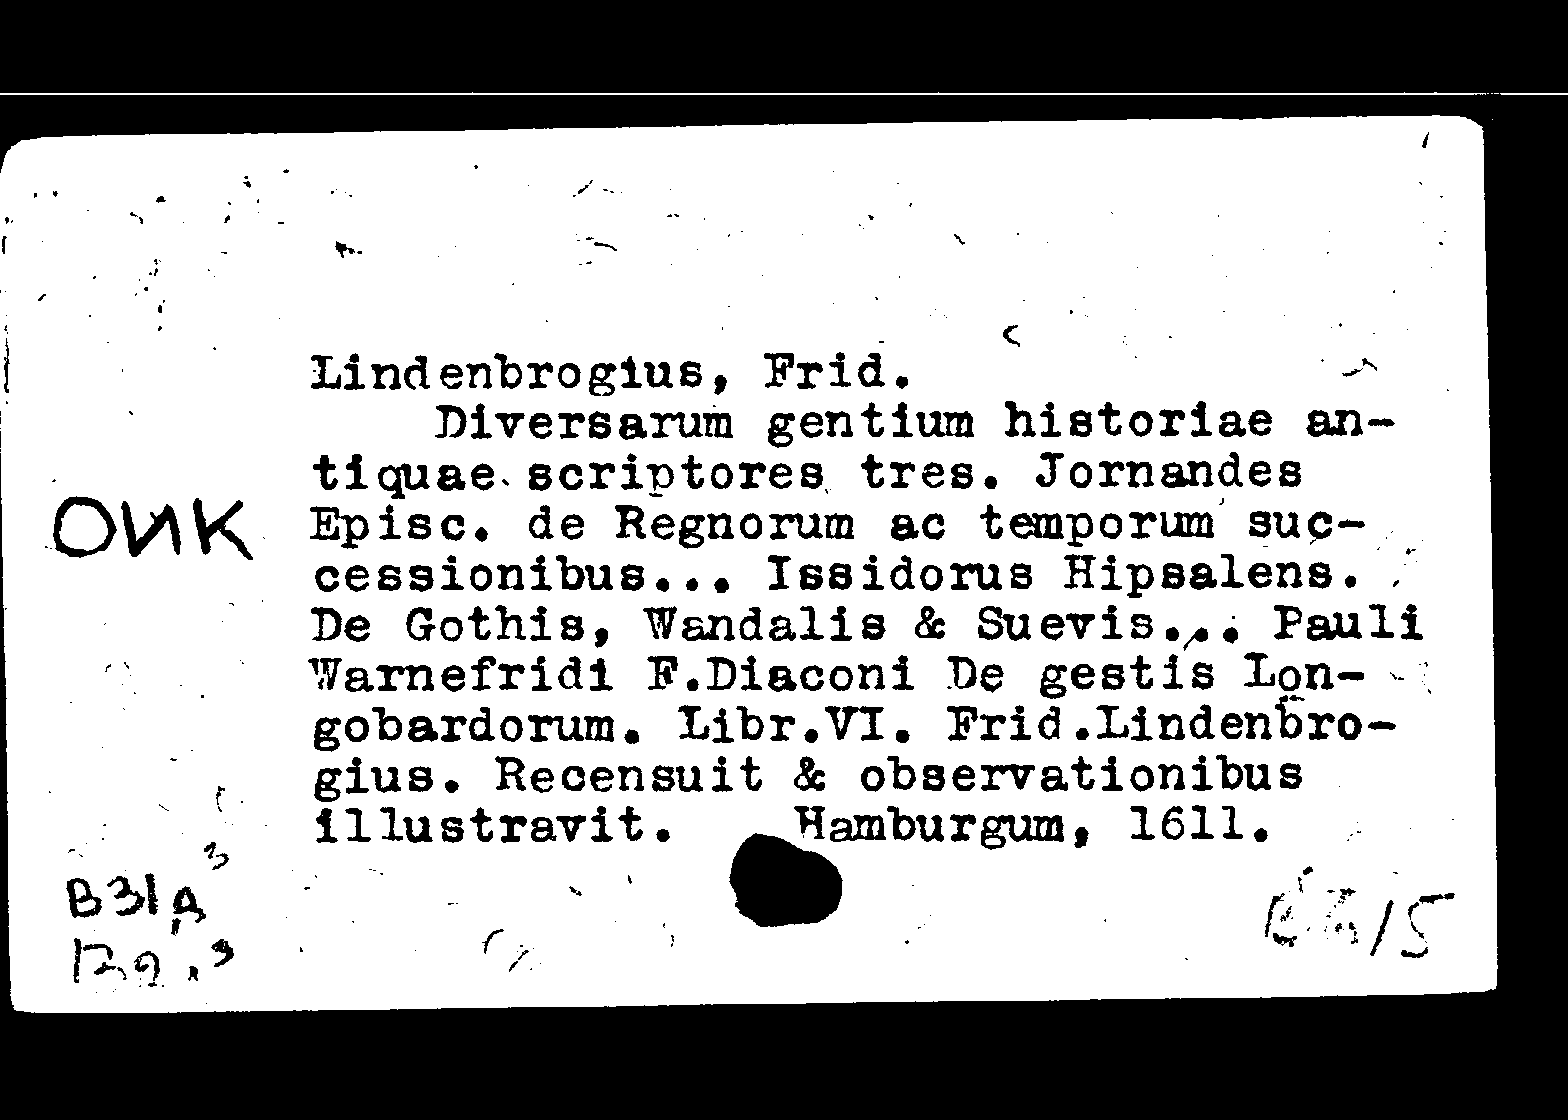 Lindenbrogius, Frid.
Diversarum gentium historiae an-
tiquae scriptores tres. Jornandes
ОИК
Episc. de Regnorum ac temporum suc-
cessionibus... Issidorus Hipsalens.
De Gothis, Wandalis & Suevis... Pauli
Warnefridi F.Diaconi De gestis Lon-
gobardorum. Libr.VI. Frid.Lindenbro-
gius. Recensuit & observationibus
illustravit. Hamburgum, 1611.